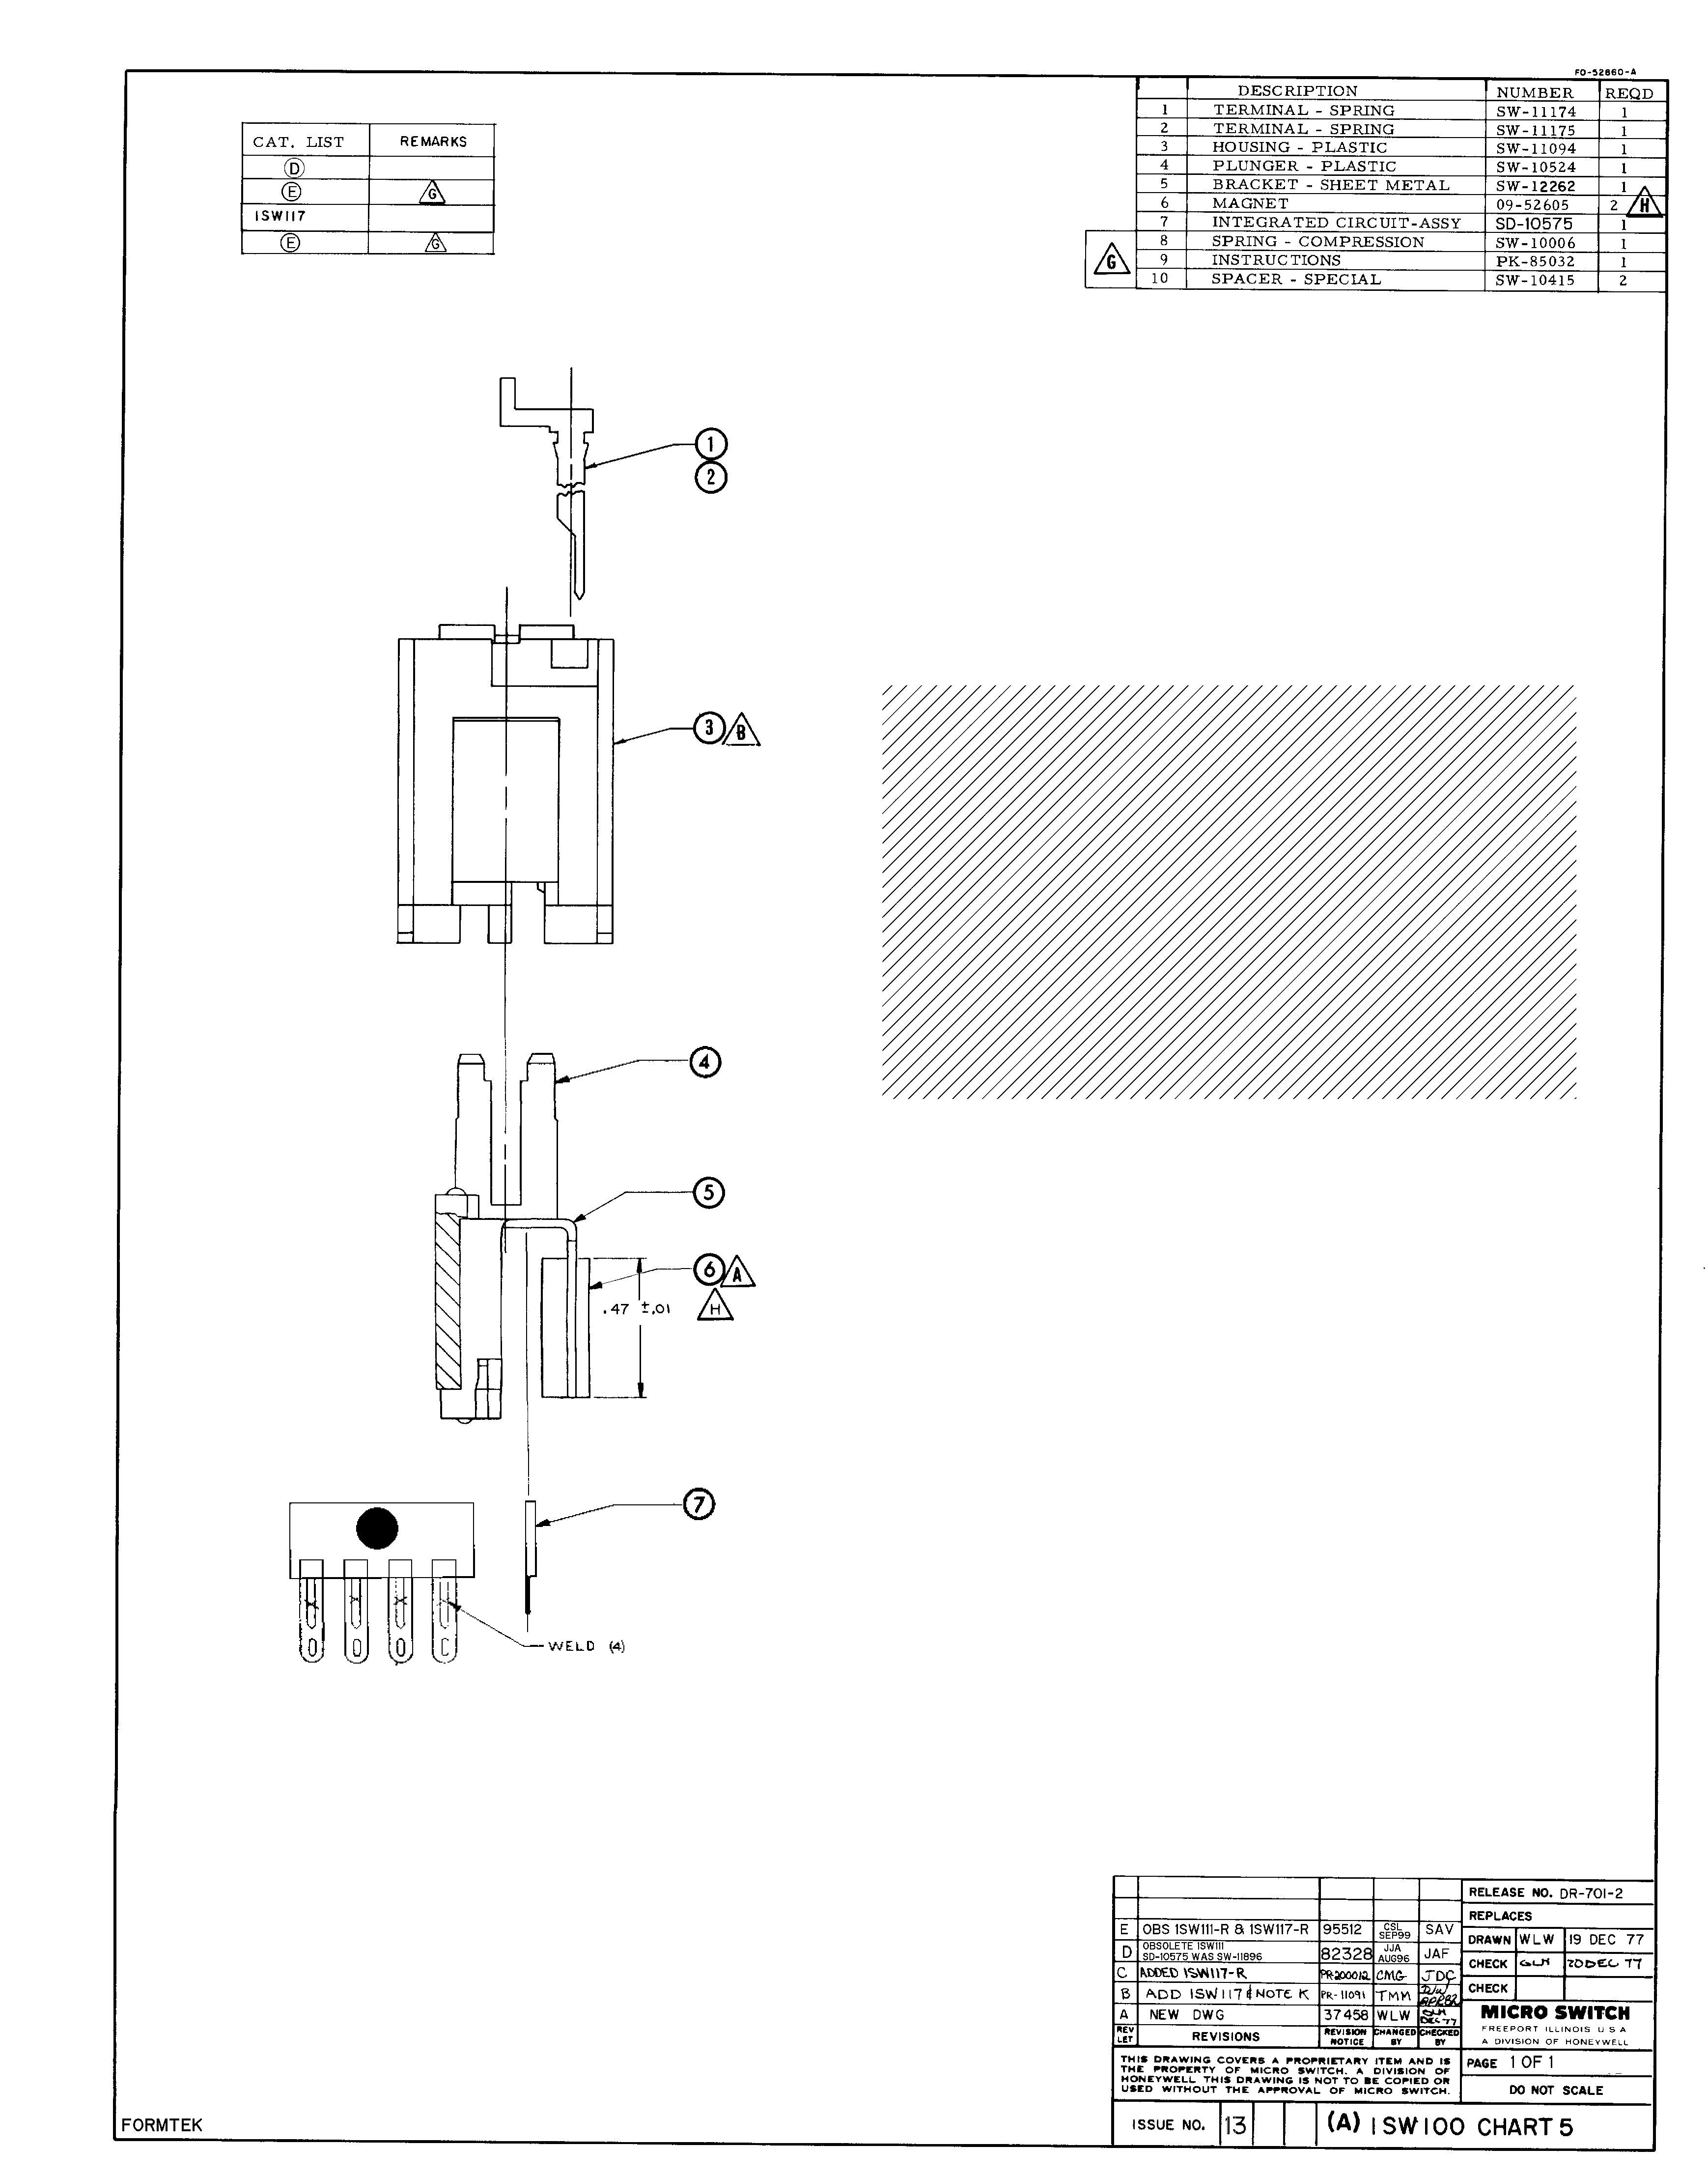 FO-52860-A
DESCRIPTION NUMBER REQD
1 TERMINAL - SPRING SW-11174 1
2 TERMINAL - SPRING SW-11175 1
3 HOUSING - PLASTIC SW-11094 1
4 PLUNGER - PLASTIC SW-10524 1
5 BRACKET - SHEET METAL SW-12262 1
6 MAGNET 09-52605 2 H
7 INTEGRATED CIRCUIT-ASSY SD-10575 1
8 SPRING - COMPRESSION SW-10006 1
G 9 INSTRUCTIONS PK-85032 1
10 SPACER - SPECIAL SW-10415 2
CAT. LIST REMARKS
D
E G
1SW117
E G
1
2
3 B
4
5
6 A
H
.47 ±.01
7
WELD (4)
O O O C
E OBS 1SW111-R & 1SW117-R 95512 CSL SEP99 SAV
D OBSOLETE 1SW111 SD-10575 WAS SW-11896 82328 JJA AUG96 JAF
C ADDED 1SW117-R PR-200012 CMG JDC
B ADD 1SW117 & NOTE K PR-11091 TMM
A NEW DWG 37458 WLW DEC 77
REV LET REVISIONS REVISION NOTICE CHANGED BY CHECKED BY
RELEASE NO. DR-701-2
REPLACES
DRAWN WLW 19 DEC 77
CHECK GLM 20 DEC 77
CHECK
MICRO SWITCH
FREEPORT ILLINOIS U S A
A DIVISION OF HONEYWELL
THIS DRAWING COVERS A PROPRIETARY ITEM AND IS
THE PROPERTY OF MICRO SWITCH. A DIVISION OF
HONEYWELL THIS DRAWING IS NOT TO BE COPIED OR
USED WITHOUT THE APPROVAL OF MICRO SWITCH.
PAGE 1 OF 1
DO NOT SCALE
ISSUE NO. 13 (A) 1SW100 CHART 5
FORMTEK